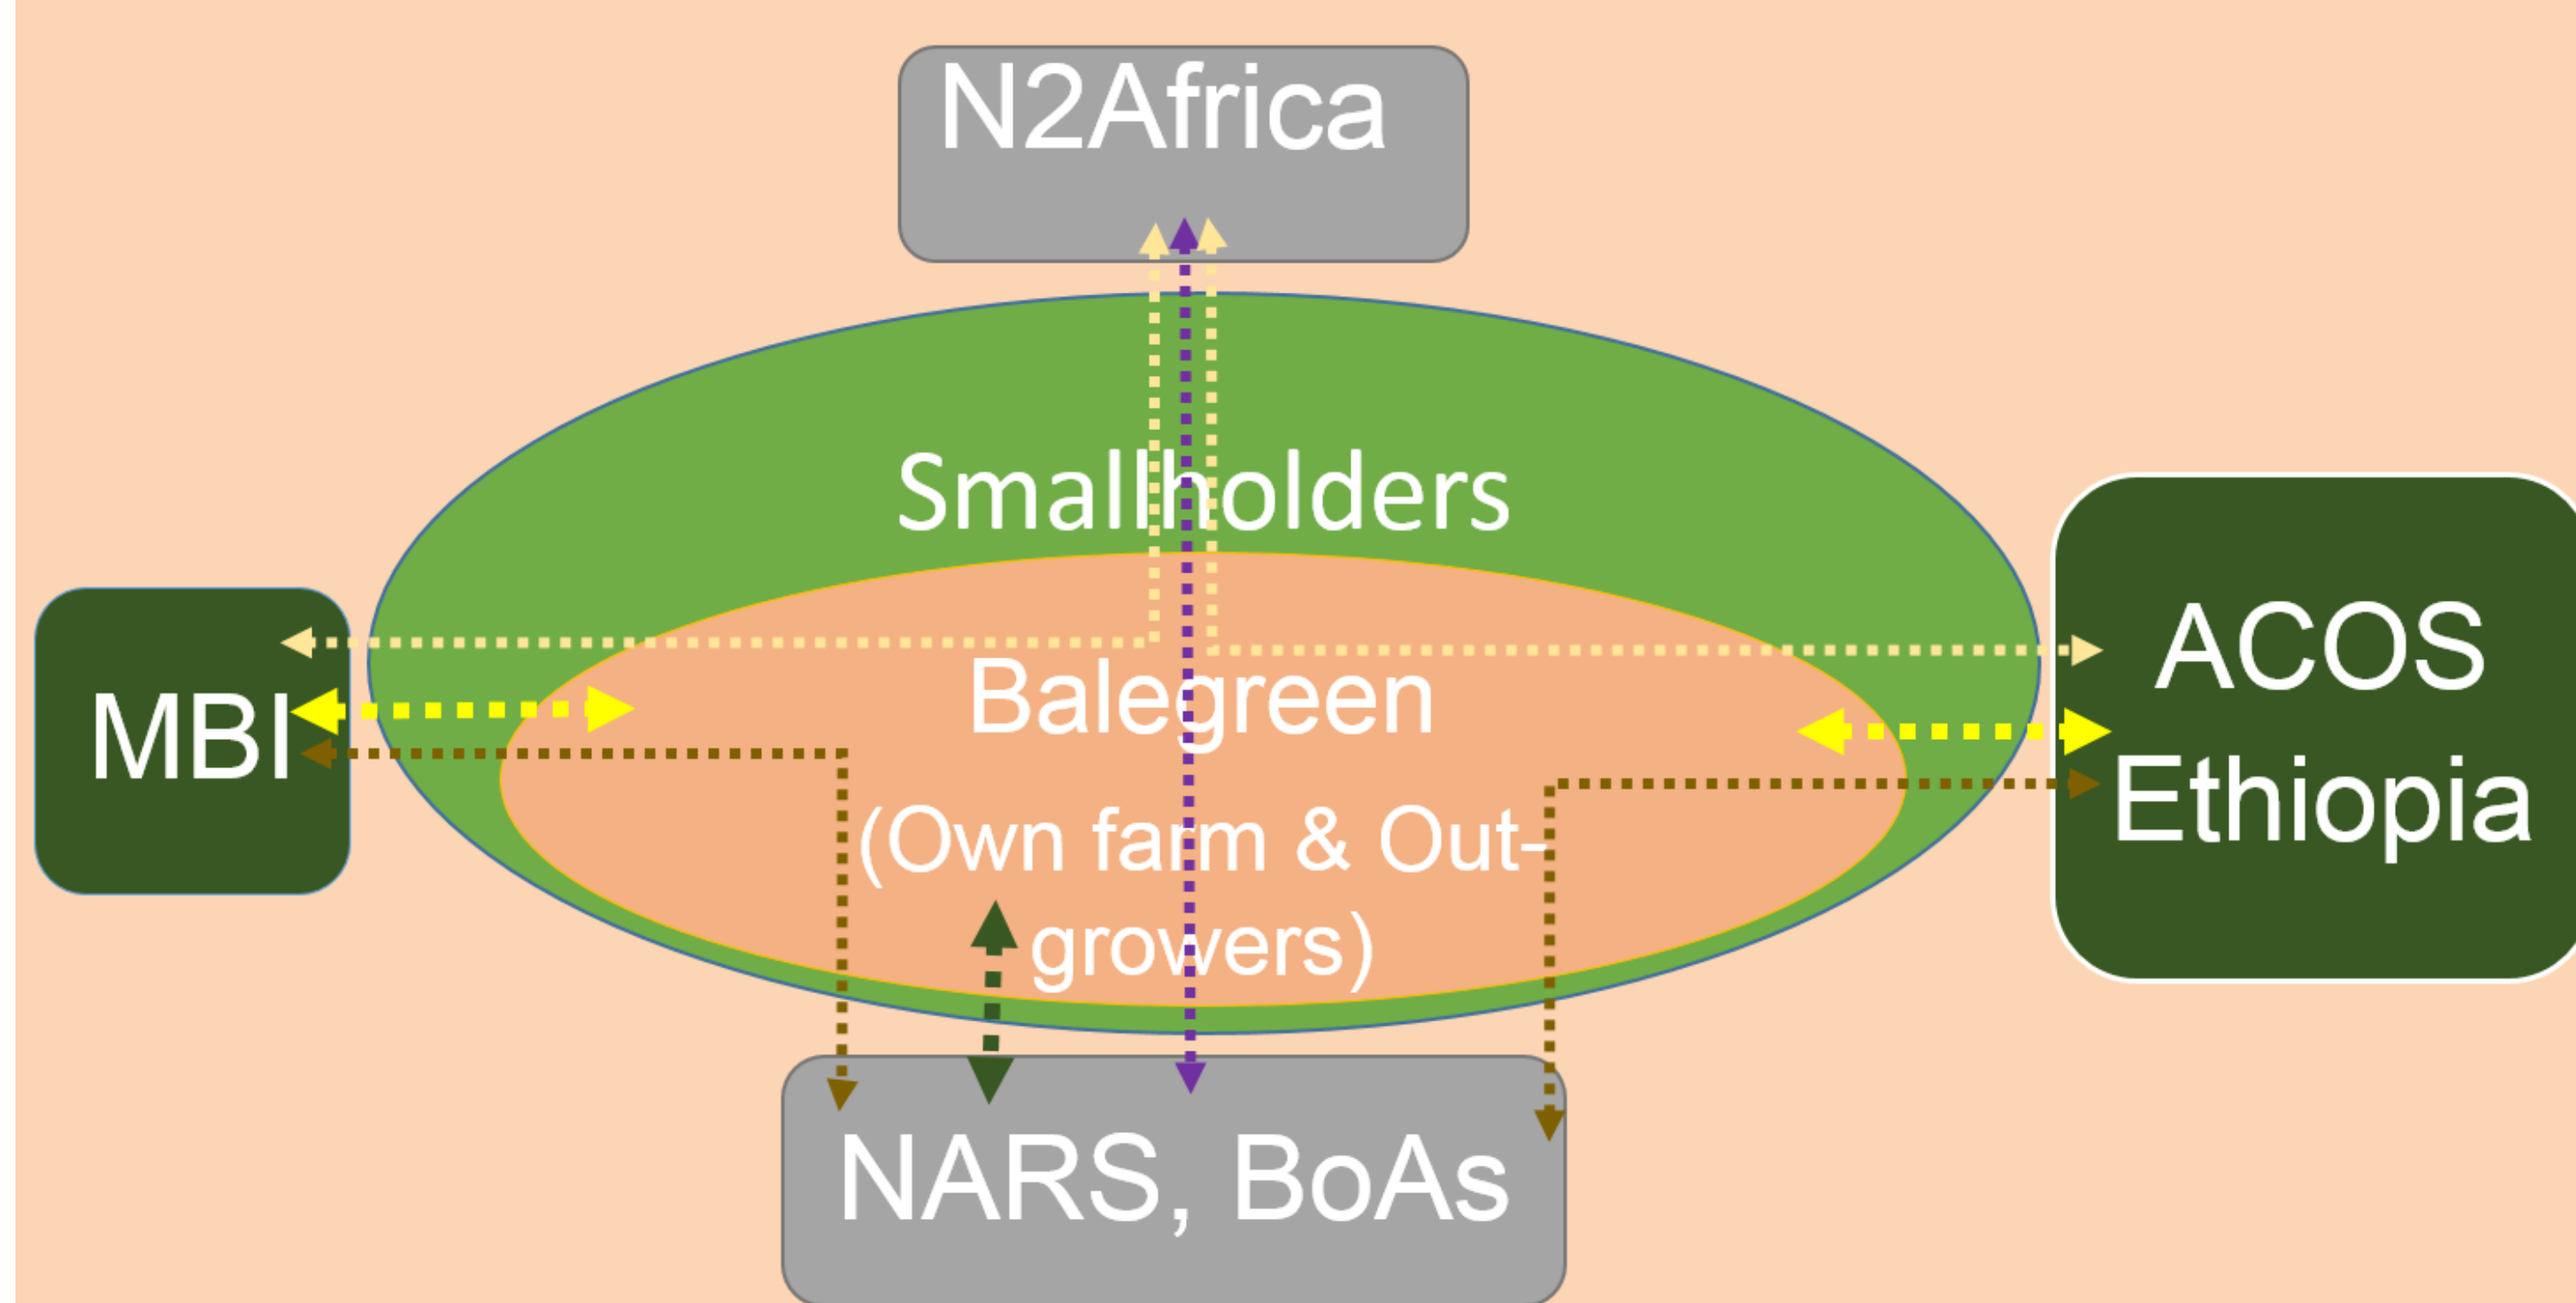 N2Africa
Smallholders
MBI
Balegreen
(Own farm & Out-
growers)
ACOS
Ethiopia
NARS, BoAs